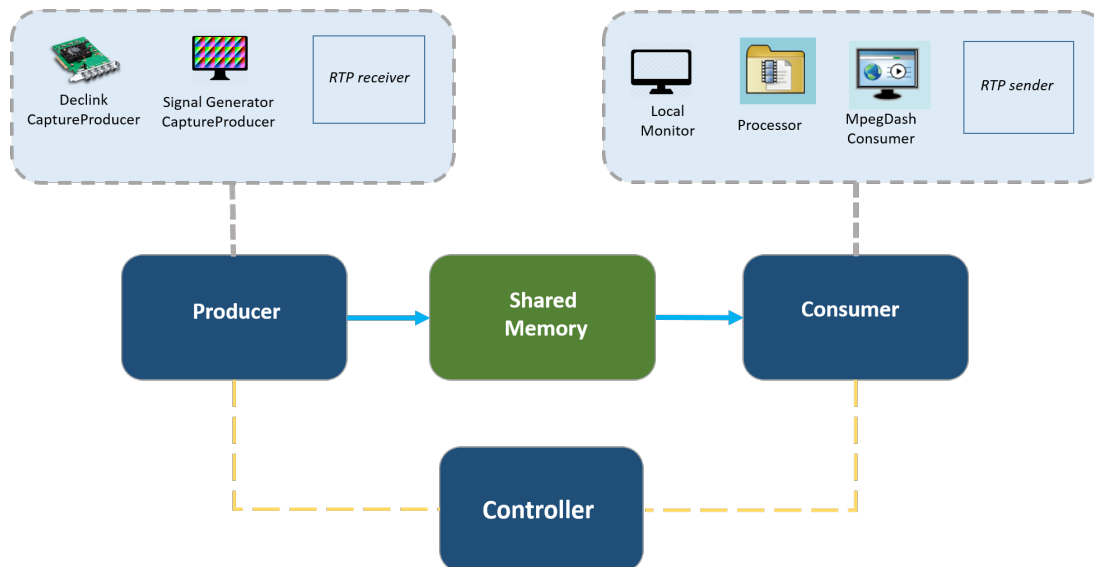 Declink
CaptureProducer
Signal Generator
CaptureProducer
RTP receiver
Local
Monitor
Processor
MpegDash
Consumer
RTP sender
Producer
Shared
Memory
Consumer
Controller